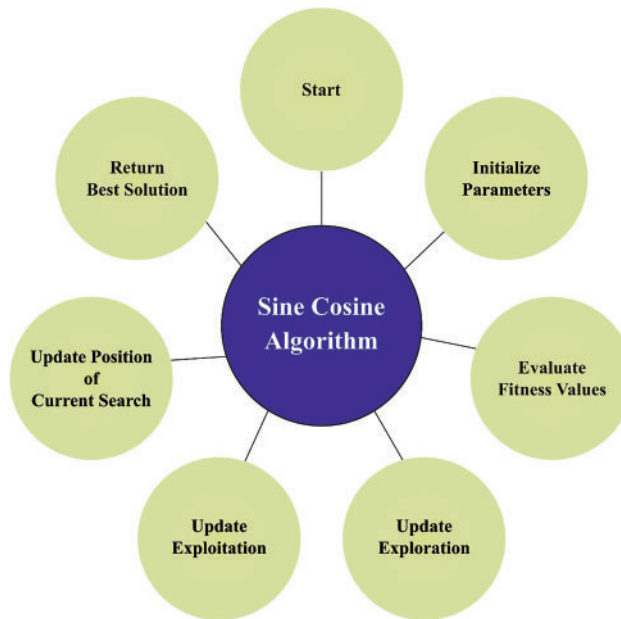 Start
Initialize
Parameters
Evaluate
Fitness Values
Update
Exploration
Update
Exploitation
Update Position
of
Current Search
Return
Best Solution
Sine Cosine
Algorithm